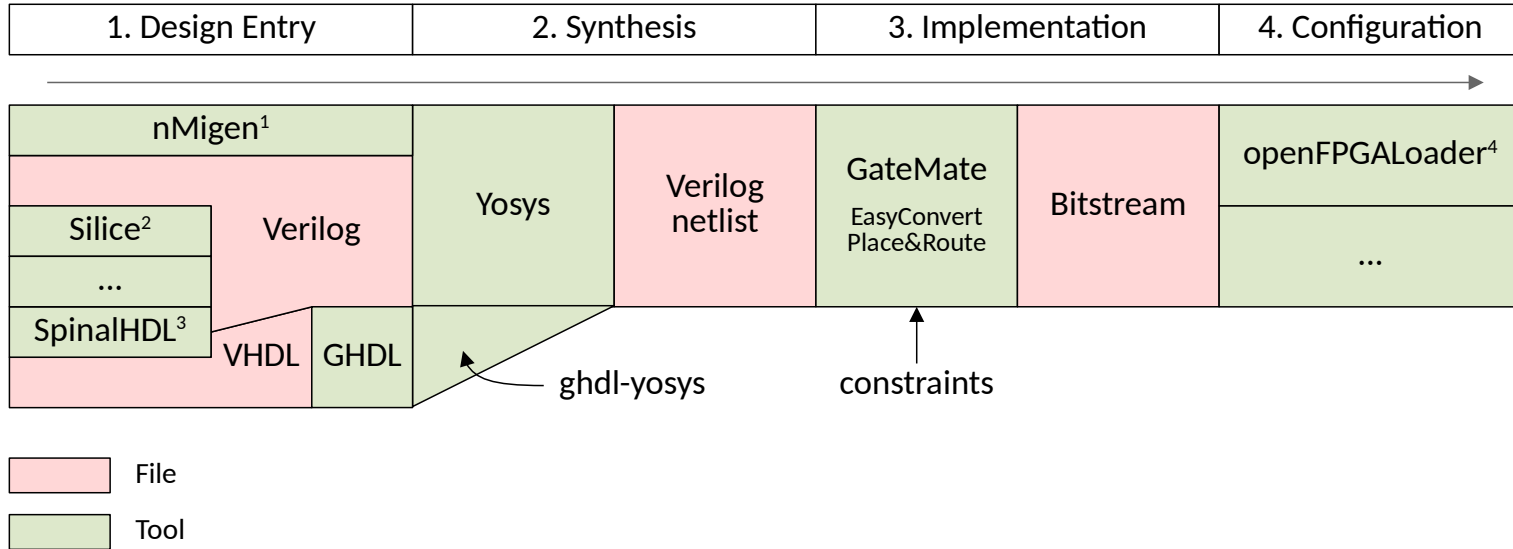 1. Design Entry
2. Synthesis
3. Implementation
4. Configuration
nMigen¹
Silice²
...
SpinalHDL³
Verilog
VHDL
GHDL
Yosys
ghdl-yosys
Verilog
netlist
GateMate
EasyConvert
Place&Route
constraints
Bitstream
openFPGALoader⁴
...
File
Tool